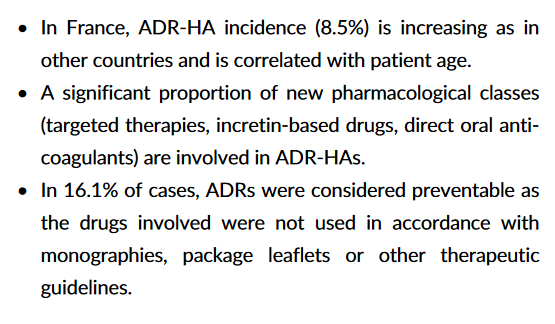 • In France, ADR-HA incidence (8.5%) is increasing as in
other countries and is correlated with patient age.
• A significant proportion of new pharmacological classes
(targeted therapies, incretin-based drugs, direct oral anti-
coagulants) are involved in ADR-HAs.
• In 16.1% of cases, ADRs were considered preventable as
the drugs involved were not used in accordance with
monographies, package leaflets or other therapeutic
guidelines.